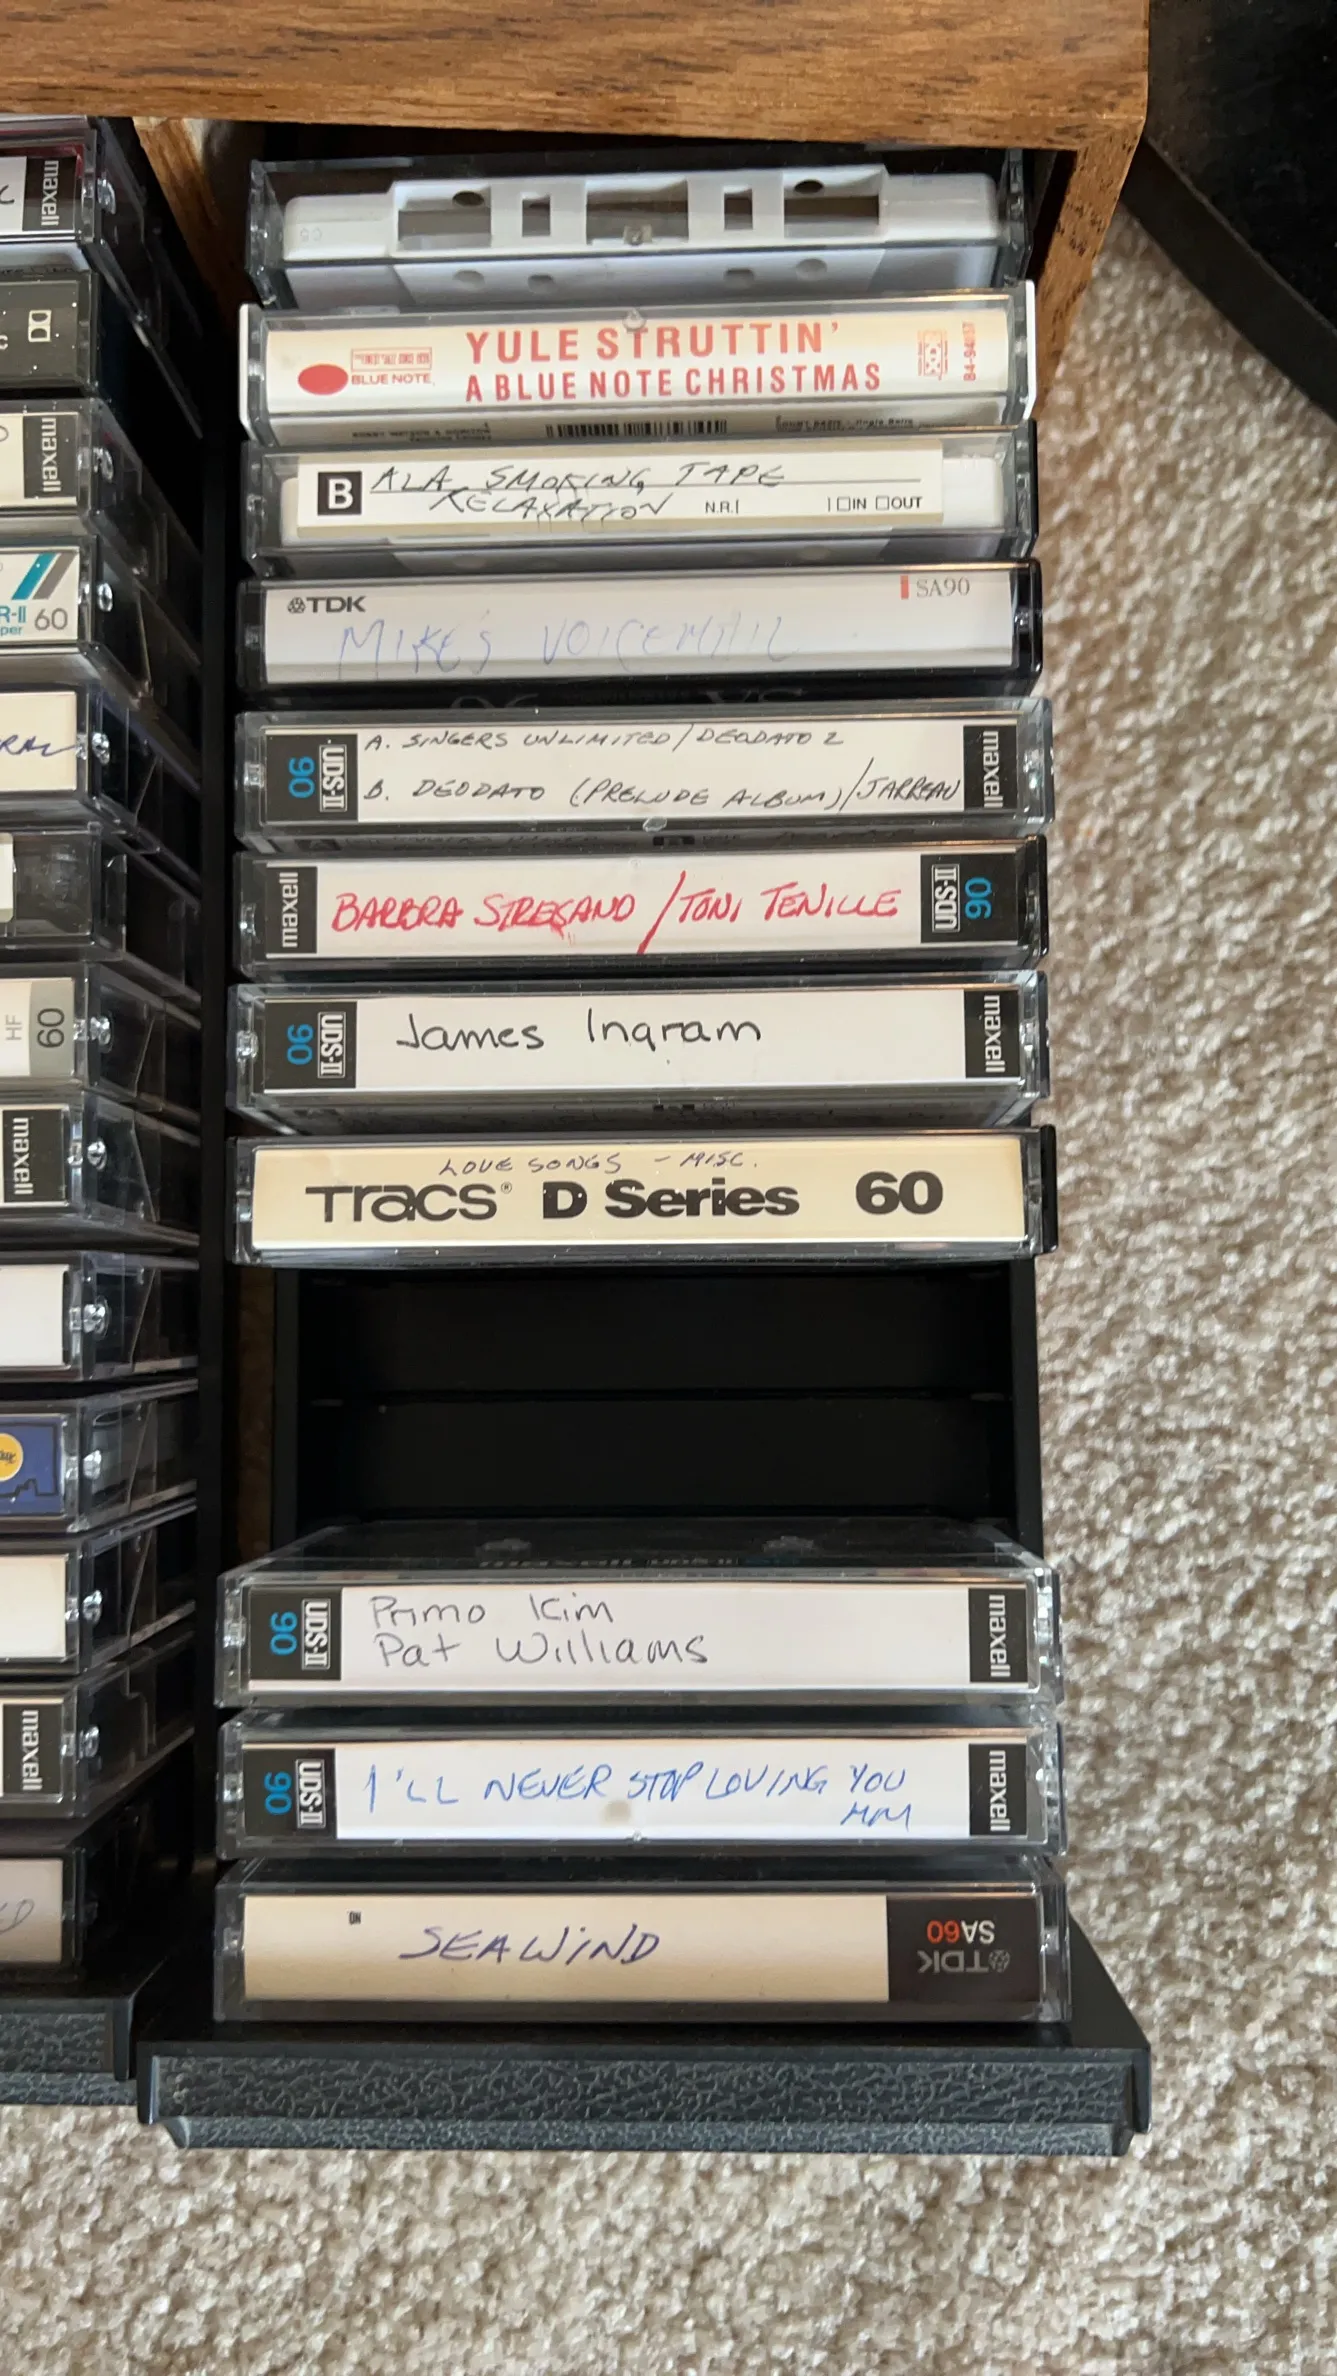 maxell
YULE STRUTTIN'
A BLUE NOTE CHRISTMAS
BLUE NOTE
B4-94857
B ALA SMOKING TAPE
RELAXATION N.R. IN OUT
TDK SA90
MIKE'S VOICEMAIL
maxell
60
90 UDS-II A. SINGERS UNLIMITED/DEODATO 2
B. DEODATO (PRELUDE ALBUM)/JARREAU maxell
maxell BARBRA STRESAND/TONI TENILLE UDS-II 90
HF 60
90 UDS-II James Ingram maxell
maxell
LOVE SONGS - MISC.
TRACS® D Series 60
90 UDS-II Primo Kim
Pat Williams maxell
maxell
90 UDS-II I'LL NEVER STOP LOVING YOU
MM maxell
SEAWIND
TDK SA60